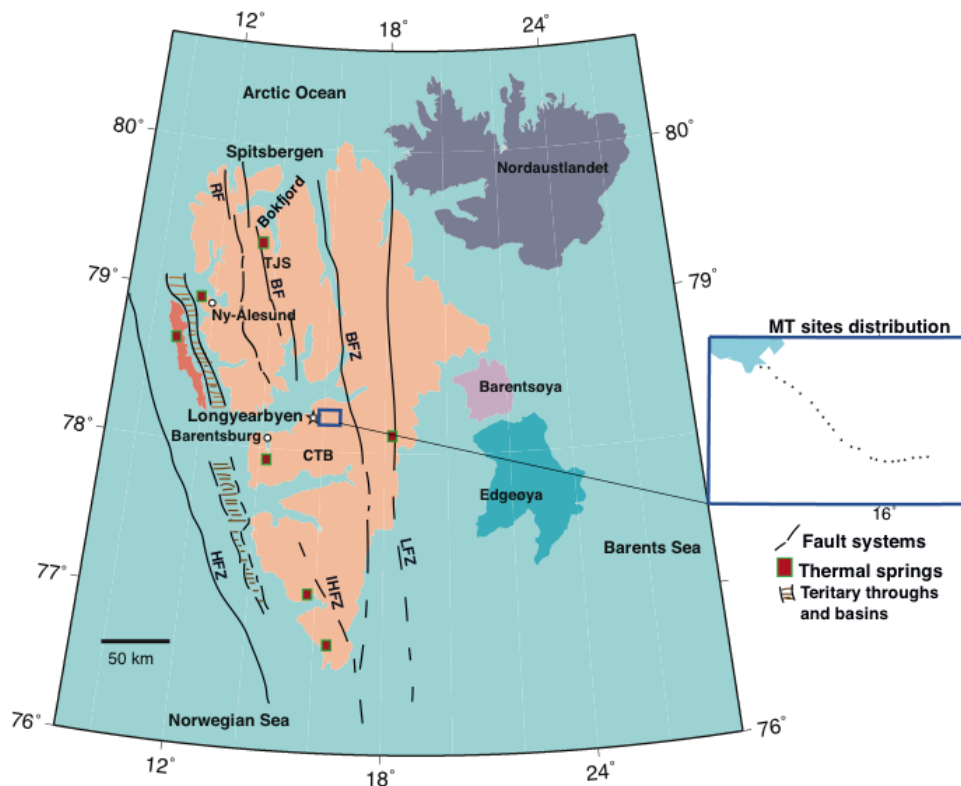 12°
18°
24°
Arctic Ocean
80°
80°
Spitsbergen
Nordaustlandet
RF
Bokfjord
TJS
79°
79°
BF
Ny-Alesund
MT sites distribution
BFZ
Barentsøya
78°
Longyearbyen
Barentsburg
CTB
Edgeøya
16°
Barents Sea
Fault systems
HFZ
LFZ
77°
Thermal springs
IHFZ
Teritary throughs
and basins
50 km
Norwegian Sea
76°
76°
12°
18°
24°